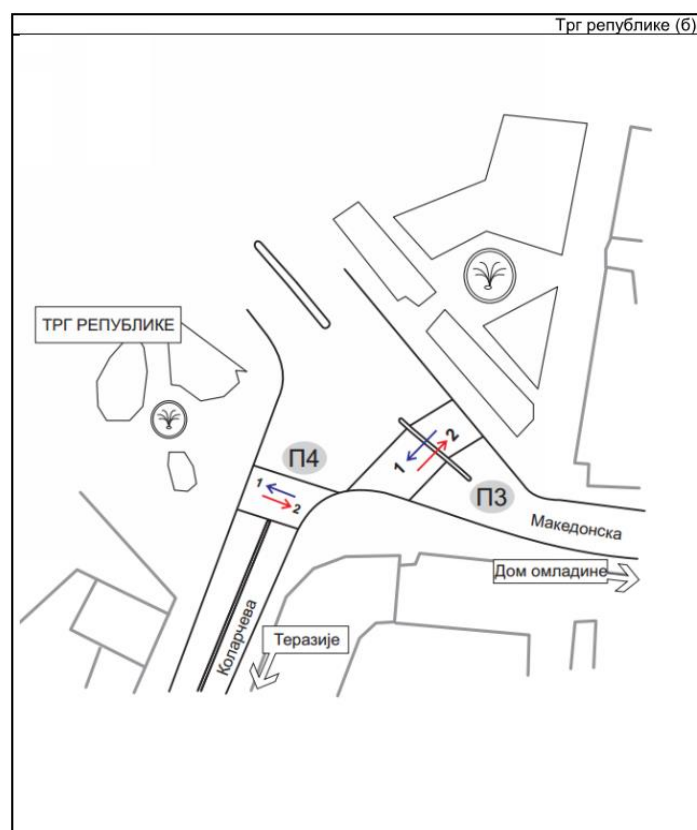 Трг републике (б)
ТРГ РЕПУБЛИКЕ
П4
1
2
1
2
П3
Македонска
Дом омладине
Коларчева
Теразије